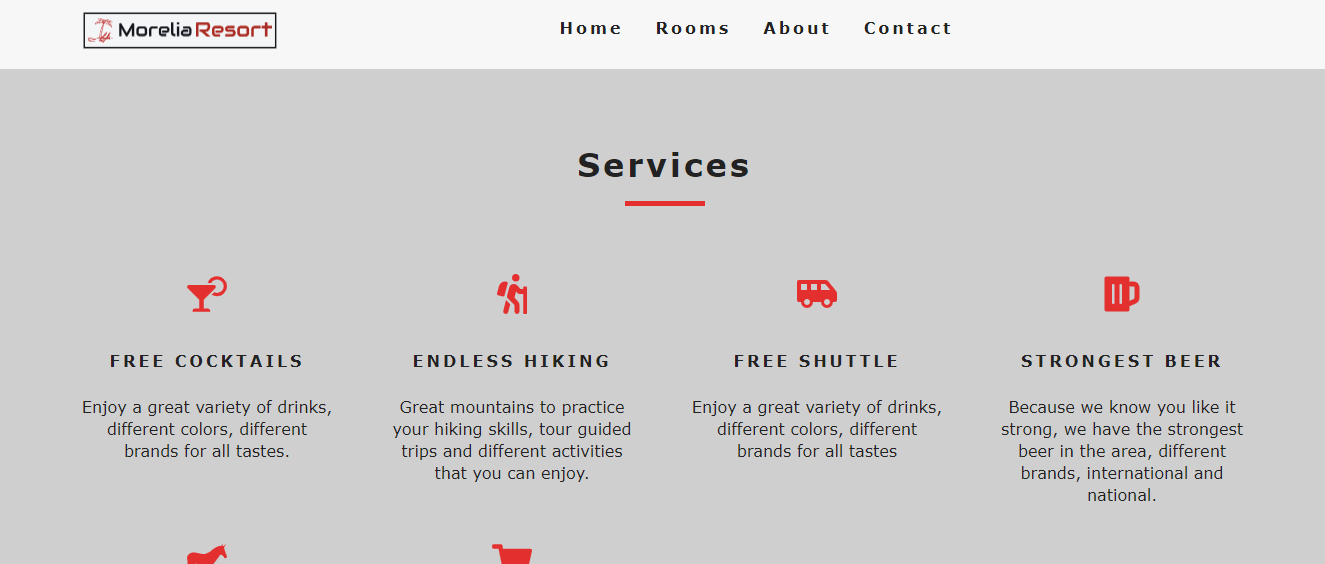 Morelia Resort
Home Rooms About Contact
Services
FREE COCKTAILS
Enjoy a great variety of drinks,
different colors, different
brands for all tastes.
ENDLESS HIKING
Great mountains to practice
your hiking skills, tour guided
trips and different activities
that you can enjoy.
FREE SHUTTLE
Enjoy a great variety of drinks,
different colors, different
brands for all tastes
STRONGEST BEER
Because we know you like it
strong, we have the strongest
beer in the area, different
brands, international and
national.